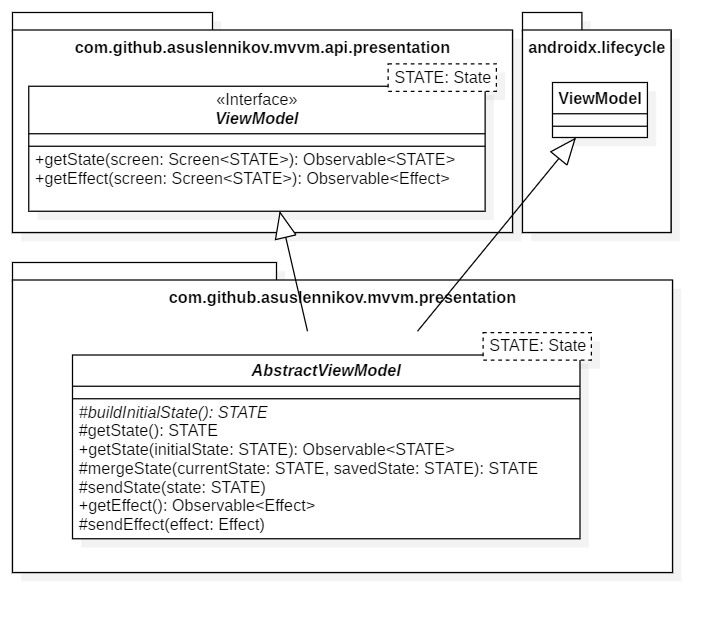 com.github.asuslennikov.mvvm.api.presentation
STATE: State
«Interface»
ViewModel
+getState(screen: Screen<STATE>): Observable<STATE>
+getEffect(screen: Screen<STATE>): Observable<Effect>
androidx.lifecycle
ViewModel
com.github.asuslennikov.mvvm.presentation
STATE: State
AbstractViewModel
#buildInitialState(): STATE
#getState(): STATE
+getState(initialState: STATE): Observable<STATE>
#mergeState(currentState: STATE, savedState: STATE): STATE
#sendState(state: STATE)
+getEffect(): Observable<Effect>
#sendEffect(effect: Effect)